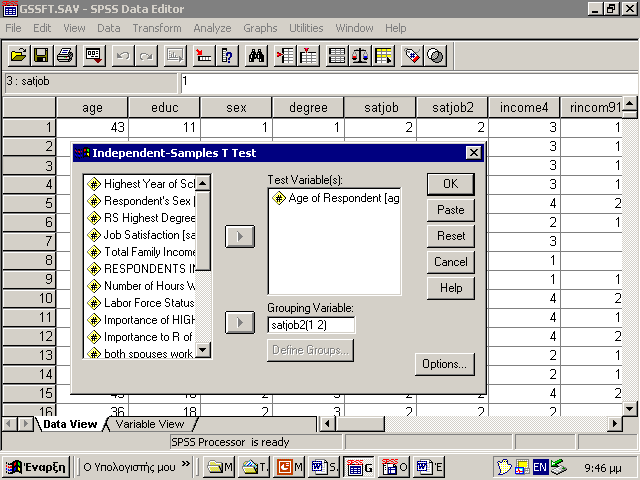 GSSFT.SAV - SPSS Data Editor
File Edit View Data Transform Analyze Graphs Utilities Window Help
3 : satjob 1
age educ sex degree satjob satjob2 income4 rincom91
1 43 11 1 1 2 2 3 1
2 3 1
3 3 1
4 3 1
5 4 2
6 2 1
7 3
8 1
9 1 1
10 4 2
11 4 2
12 4 2
13 2 1
14 2 1
15 43 18 2 3 2 2 4 2
16 36 18 2 2 4 2
Independent-Samples T Test
Highest Year of Scl
Respondent's Sex [
RS Highest Degree
Job Satisfaction [sa
Total Family Income
RESPONDENTS IN
Number of Hours W
Labor Force Status
Importance of HIGH
Importance to R of
both spouses work
Test Variable(s):
Age of Respondent [ag
Grouping Variable:
satjob2(1 2)
Define Groups...
OK
Paste
Reset
Cancel
Help
Options...
Data View Variable View
SPSS Processor is ready
Έναρξη Ο Υπολογιστής μου » M T. M S. G O Έ EN 9:46 μμ